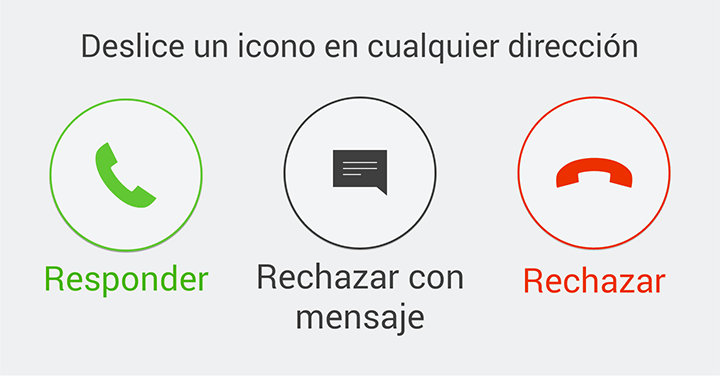 Deslice un icono en cualquier dirección
Responder
Rechazar con
mensaje
Rechazar